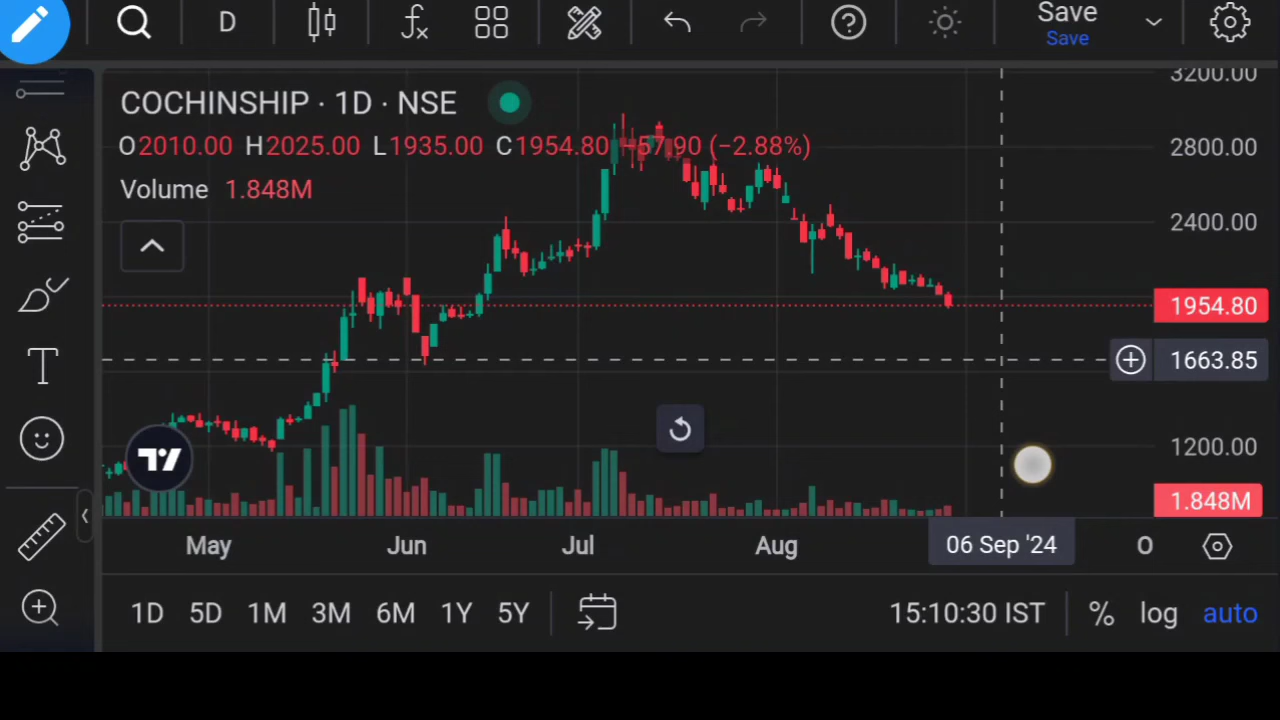 D
Save
Save
COCHINSHIP · 1D · NSE
O2010.00 H2025.00 L1935.00 C1954.80 −57.90 (−2.88%)
Volume 1.848M
3200.00
2800.00
2400.00
1954.80
1663.85
1200.00
1.848M
May Jun Jul Aug 06 Sep '24 O
1D 5D 1M 3M 6M 1Y 5Y 15:10:30 IST % log auto